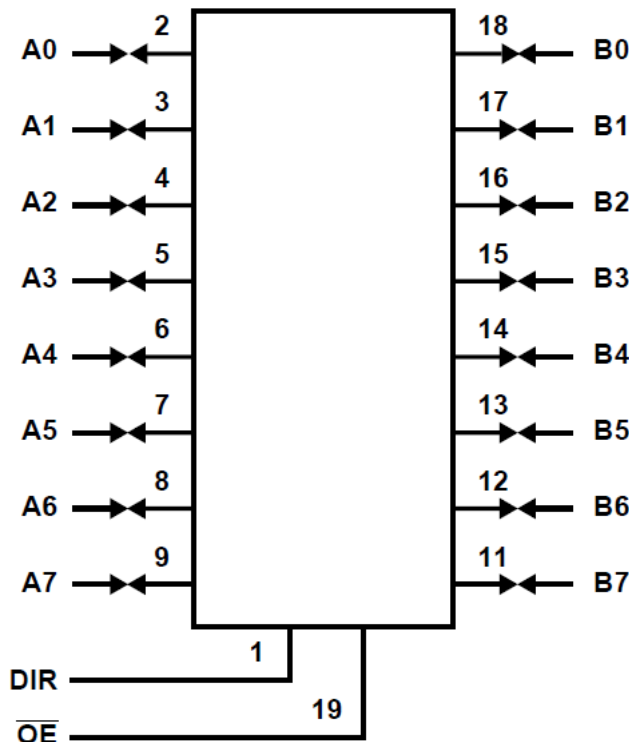 A0 2 18 B0
A1 3 17 B1
A2 4 16 B2
A3 5 15 B3
A4 6 14 B4
A5 7 13 B5
A6 8 12 B6
A7 9 11 B7
DIR 1
O̅E̅ 19